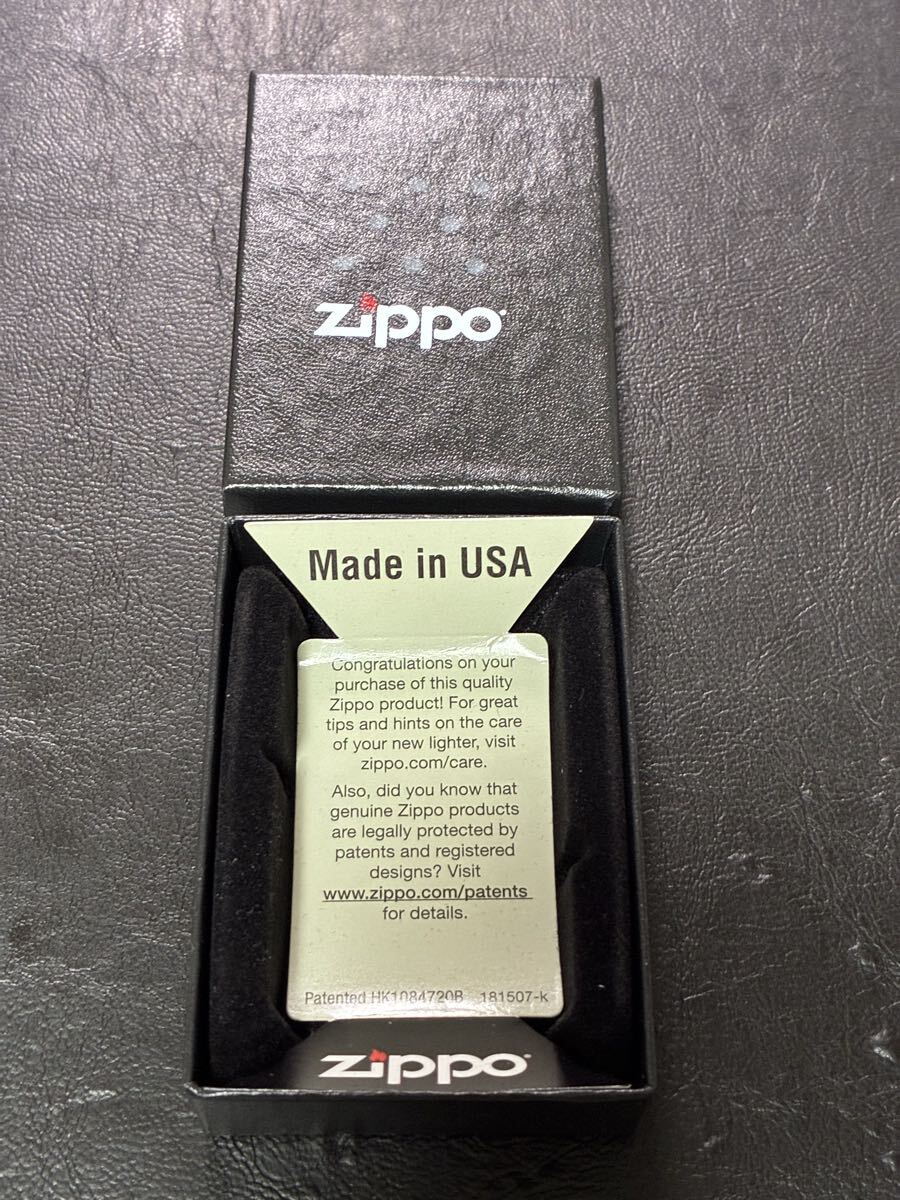 zippo
Made in USA
Congratulations on your
purchase of this quality
Zippo product! For great
tips and hints on the care
of your new lighter, visit
zippo.com/care.
Also, did you know that
genuine Zippo products
are legally protected by
patents and registered
designs? Visit
www.zippo.com/patents
for details.
Patented HK1084720B 181507-k
zippo